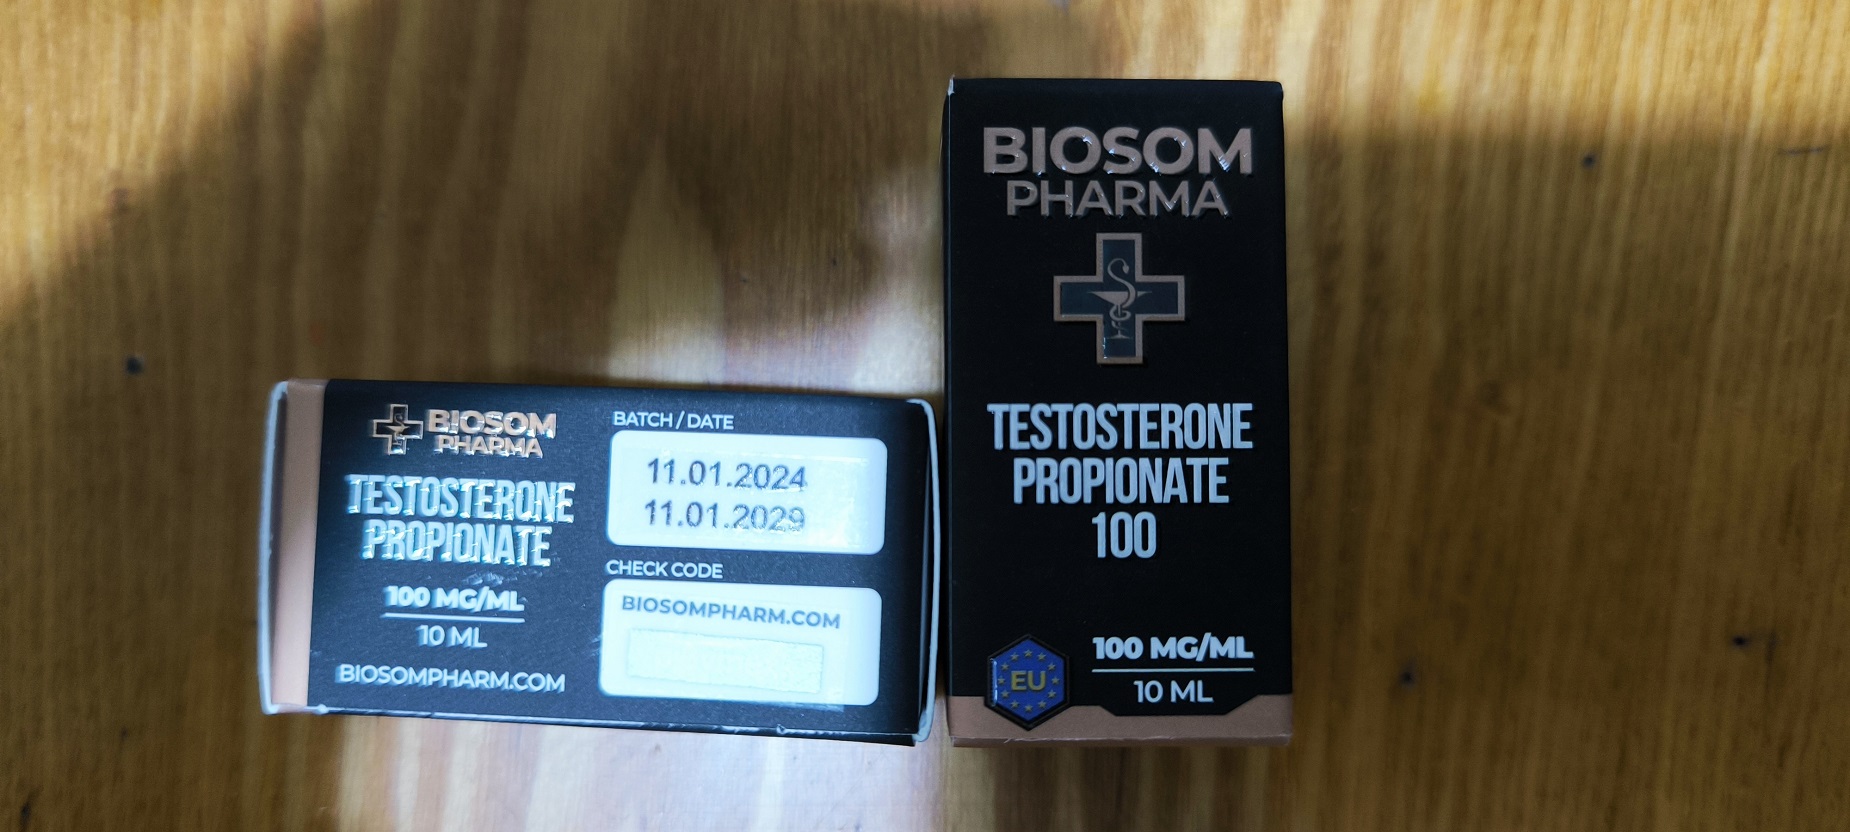 BIOSOM
PHARMA
TESTOSTERONE
PROPIONATE
100 MG/ML
10 ML
BIOSOMPHARM.COM
BATCH / DATE
11.01.2024
11.01.2029
CHECK CODE
BIOSOMPHARM.COM
BIOSOM
PHARMA
TESTOSTERONE
PROPIONATE
100
EU
100 MG/ML
10 ML